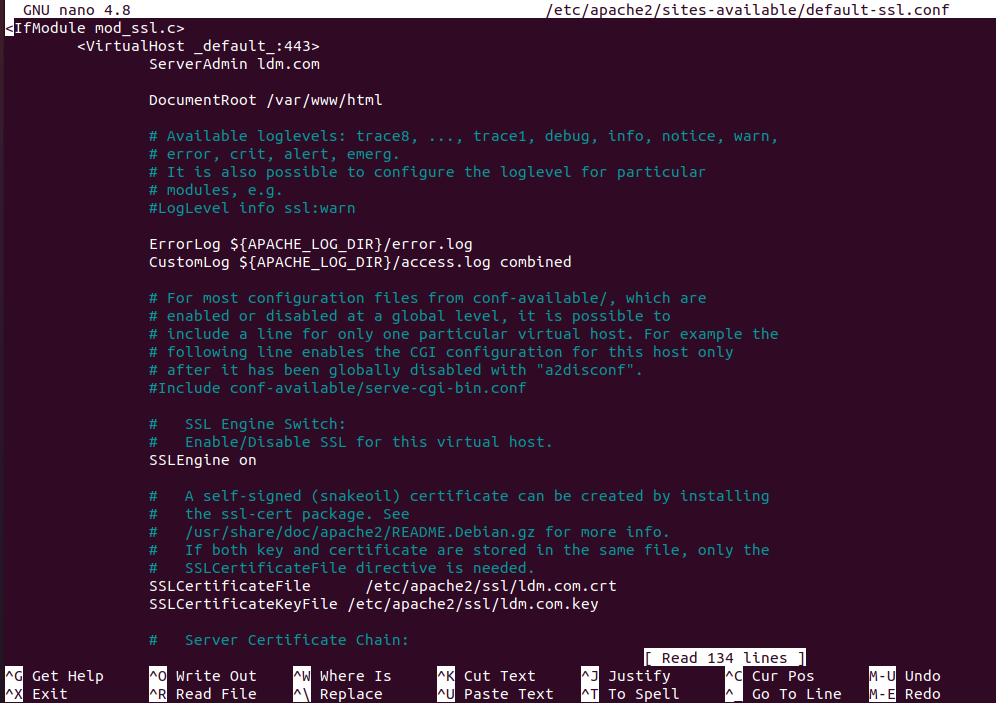 GNU nano 4.8 /etc/apache2/sites-available/default-ssl.conf
<IfModule mod_ssl.c>
<VirtualHost _default_:443>
ServerAdmin ldm.com
DocumentRoot /var/www/html
# Available loglevels: trace8, ..., trace1, debug, info, notice, warn,
# error, crit, alert, emerg.
# It is also possible to configure the loglevel for particular
# modules, e.g.
#LogLevel info ssl:warn
ErrorLog ${APACHE_LOG_DIR}/error.log
CustomLog ${APACHE_LOG_DIR}/access.log combined
# For most configuration files from conf-available/, which are
# enabled or disabled at a global level, it is possible to
# include a line for only one particular virtual host. For example the
# following line enables the CGI configuration for this host only
# after it has been globally disabled with "a2disconf".
#Include conf-available/serve-cgi-bin.conf
#   SSL Engine Switch:
#   Enable/Disable SSL for this virtual host.
SSLEngine on
#   A self-signed (snakeoil) certificate can be created by installing
#   the ssl-cert package. See
#   /usr/share/doc/apache2/README.Debian.gz for more info.
#   If both key and certificate are stored in the same file, only the
#   SSLCertificateFile directive is needed.
SSLCertificateFile      /etc/apache2/ssl/ldm.com.crt
SSLCertificateKeyFile /etc/apache2/ssl/ldm.com.key
#   Server Certificate Chain:
[ Read 134 lines ]
^G Get Help ^O Write Out ^W Where Is ^K Cut Text ^J Justify ^C Cur Pos M-U Undo
^X Exit ^R Read File ^\ Replace ^U Paste Text ^T To Spell ^_ Go To Line M-E Redo